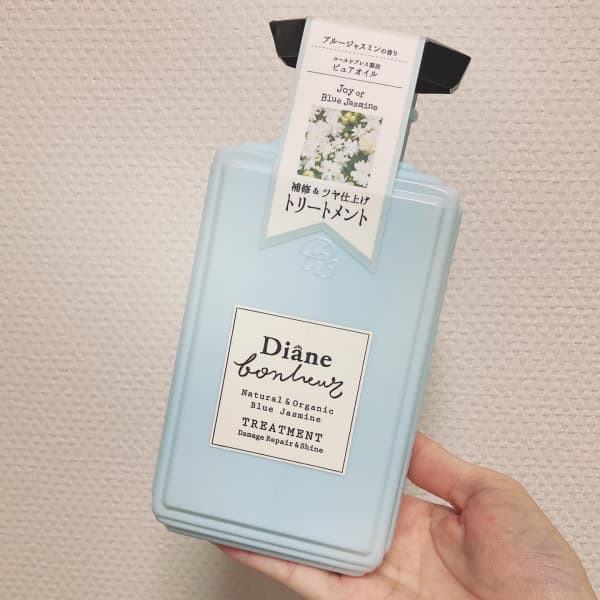 ブルージャスミンの香り
コールドプレス製法
ピュアオイル
Joy of
Blue Jasmine
補修 & ツヤ仕上げ
トリートメント
Diane
bonheur
Natural & Organic
Blue Jasmine
TREATMENT
Damage Repair & Shine